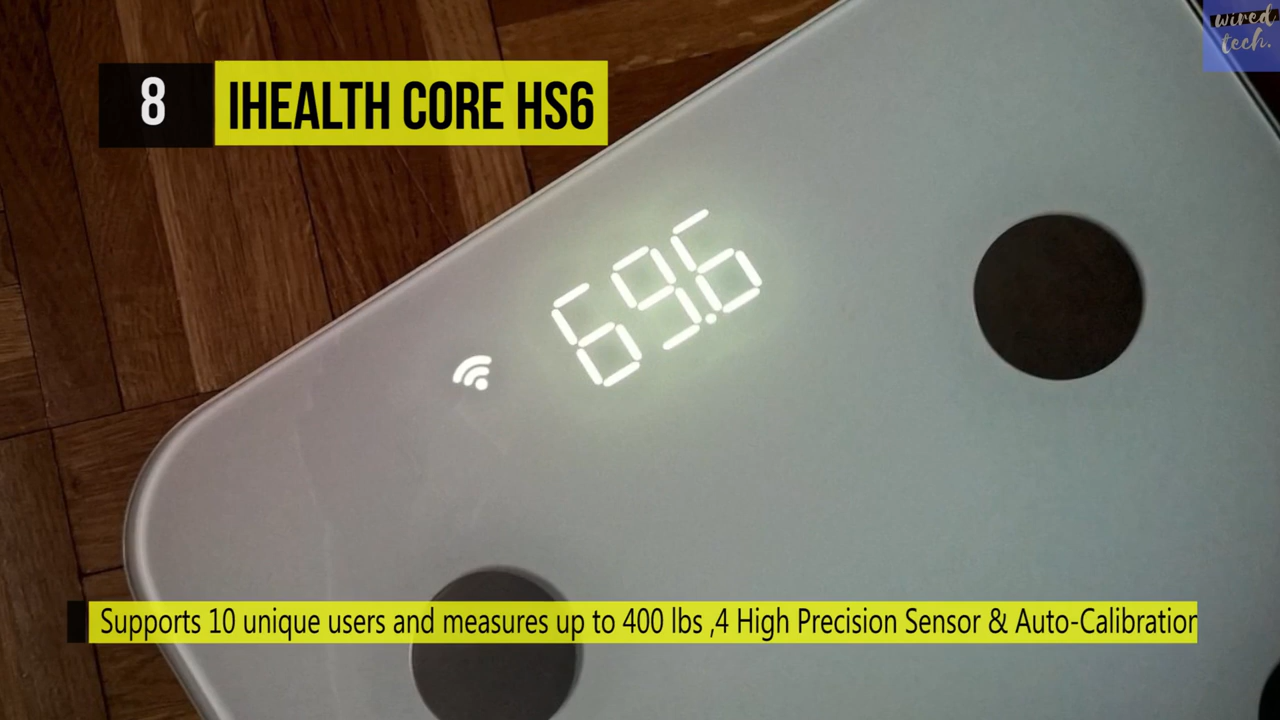 wired
tech.
8 IHEALTH CORE HS6
69.6
Supports 10 unique users and measures up to 400 lbs ,4 High Precision Sensor & Auto-Calibration